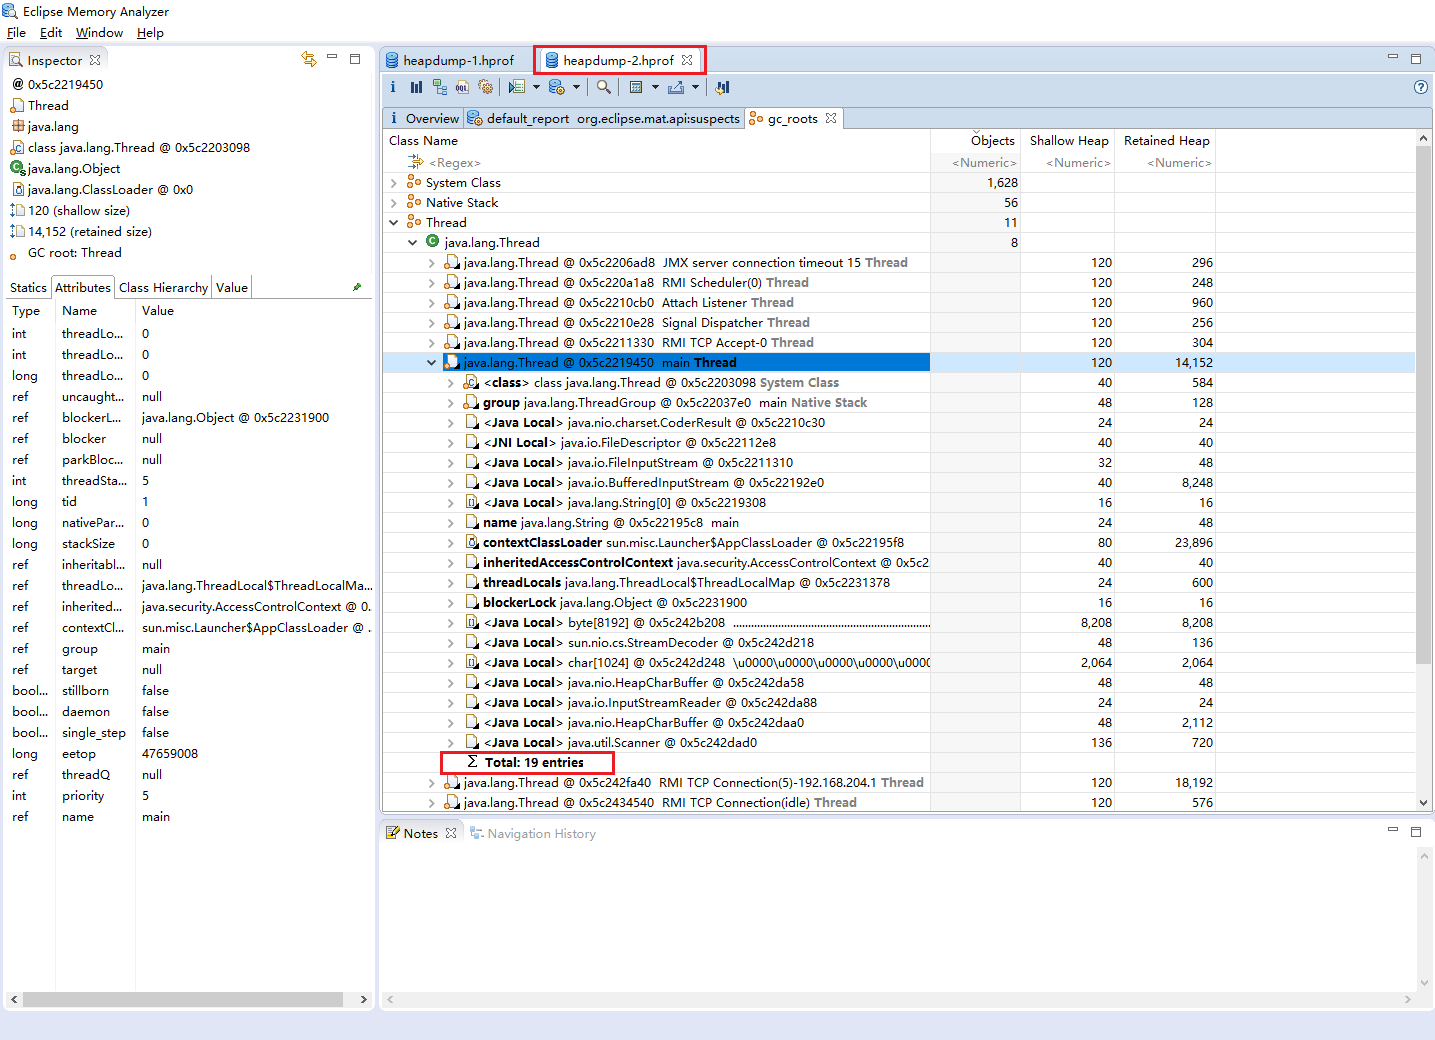 Eclipse Memory Analyzer
File Edit Window Help
Inspector
@ 0x5c2219450
Thread
java.lang
class java.lang.Thread @ 0x5c2203098
java.lang.Object
java.lang.ClassLoader @ 0x0
120 (shallow size)
14,152 (retained size)
GC root: Thread
Statics Attributes Class Hierarchy Value
Type Name Value
int threadLo... 0
int threadLo... 0
long threadLo... 0
ref uncaught... null
ref blockerL... java.lang.Object @ 0x5c2231900
ref blocker null
ref parkBloc... null
int threadSta... 5
long tid 1
long nativePar... 0
long stackSize 0
ref inheritabl... null
ref threadLo... java.lang.ThreadLocal$ThreadLocalMa...
ref inherited... java.security.AccessControlContext @ 0...
ref contextCl... sun.misc.Launcher$AppClassLoader @ ...
ref group main
ref target null
bool... stillborn false
bool... daemon false
bool... single_step false
long eetop 47659008
ref threadQ null
int priority 5
ref name main
heapdump-1.hprof heapdump-2.hprof
i OQL
i Overview default_report org.eclipse.mat.api:suspects gc_roots
Class Name Objects Shallow Heap Retained Heap
<Regex> <Numeric> <Numeric> <Numeric>
System Class 1,628
Native Stack 56
Thread 11
java.lang.Thread 8
java.lang.Thread @ 0x5c2206ad8 JMX server connection timeout 15 Thread 120 296
java.lang.Thread @ 0x5c220a1a8 RMI Scheduler(0) Thread 120 248
java.lang.Thread @ 0x5c2210cb0 Attach Listener Thread 120 960
java.lang.Thread @ 0x5c2210e28 Signal Dispatcher Thread 120 256
java.lang.Thread @ 0x5c2211330 RMI TCP Accept-0 Thread 120 304
java.lang.Thread @ 0x5c2219450 main Thread 120 14,152
<class> class java.lang.Thread @ 0x5c2203098 System Class 40 584
group java.lang.ThreadGroup @ 0x5c22037e0 main Native Stack 48 128
<Java Local> java.nio.charset.CoderResult @ 0x5c2210c30 24 24
<JNI Local> java.io.FileDescriptor @ 0x5c22112e8 40 40
<Java Local> java.io.FileInputStream @ 0x5c2211310 32 48
<Java Local> java.io.BufferedInputStream @ 0x5c22192e0 40 8,248
<Java Local> java.lang.String[0] @ 0x5c2219308 16 16
name java.lang.String @ 0x5c22195c8 main 24 48
contextClassLoader sun.misc.Launcher$AppClassLoader @ 0x5c22195f8 80 23,896
inheritedAccessControlContext java.security.AccessControlContext @ 0x5c2 40 40
threadLocals java.lang.ThreadLocal$ThreadLocalMap @ 0x5c2231378 24 600
blockerLock java.lang.Object @ 0x5c2231900 16 16
<Java Local> byte[8192] @ 0x5c242b208 .................................................................. 8,208 8,208
<Java Local> sun.nio.cs.StreamDecoder @ 0x5c242d218 48 136
<Java Local> char[1024] @ 0x5c242d248 \u0000\u0000\u0000\u0000\u0000 2,064 2,064
<Java Local> java.nio.HeapCharBuffer @ 0x5c242da58 48 48
<Java Local> java.io.InputStreamReader @ 0x5c242da88 24 24
<Java Local> java.nio.HeapCharBuffer @ 0x5c242daa0 48 2,112
<Java Local> java.util.Scanner @ 0x5c242dad0 136 720
Σ Total: 19 entries
java.lang.Thread @ 0x5c242fa40 RMI TCP Connection(5)-192.168.204.1 Thread 120 18,192
java.lang.Thread @ 0x5c2434540 RMI TCP Connection(idle) Thread 120 576
Notes Navigation History